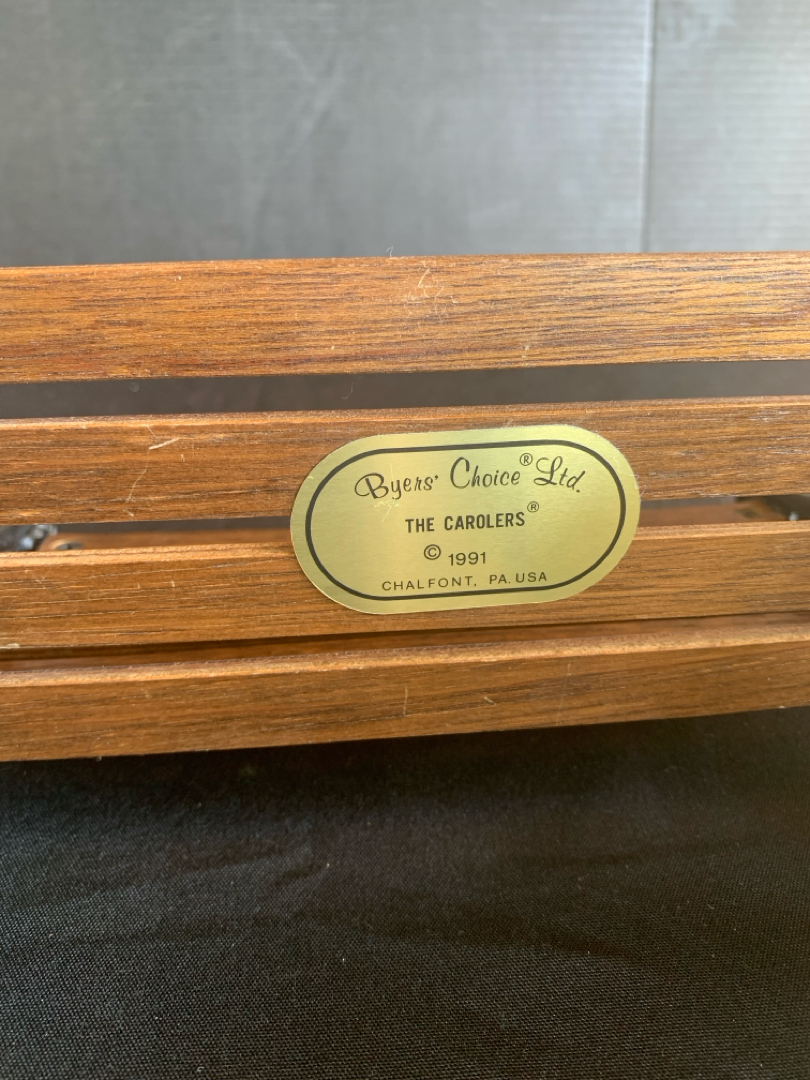 Byers' Choice® Ltd.
THE CAROLERS®
© 1991
CHALFONT, PA. USA